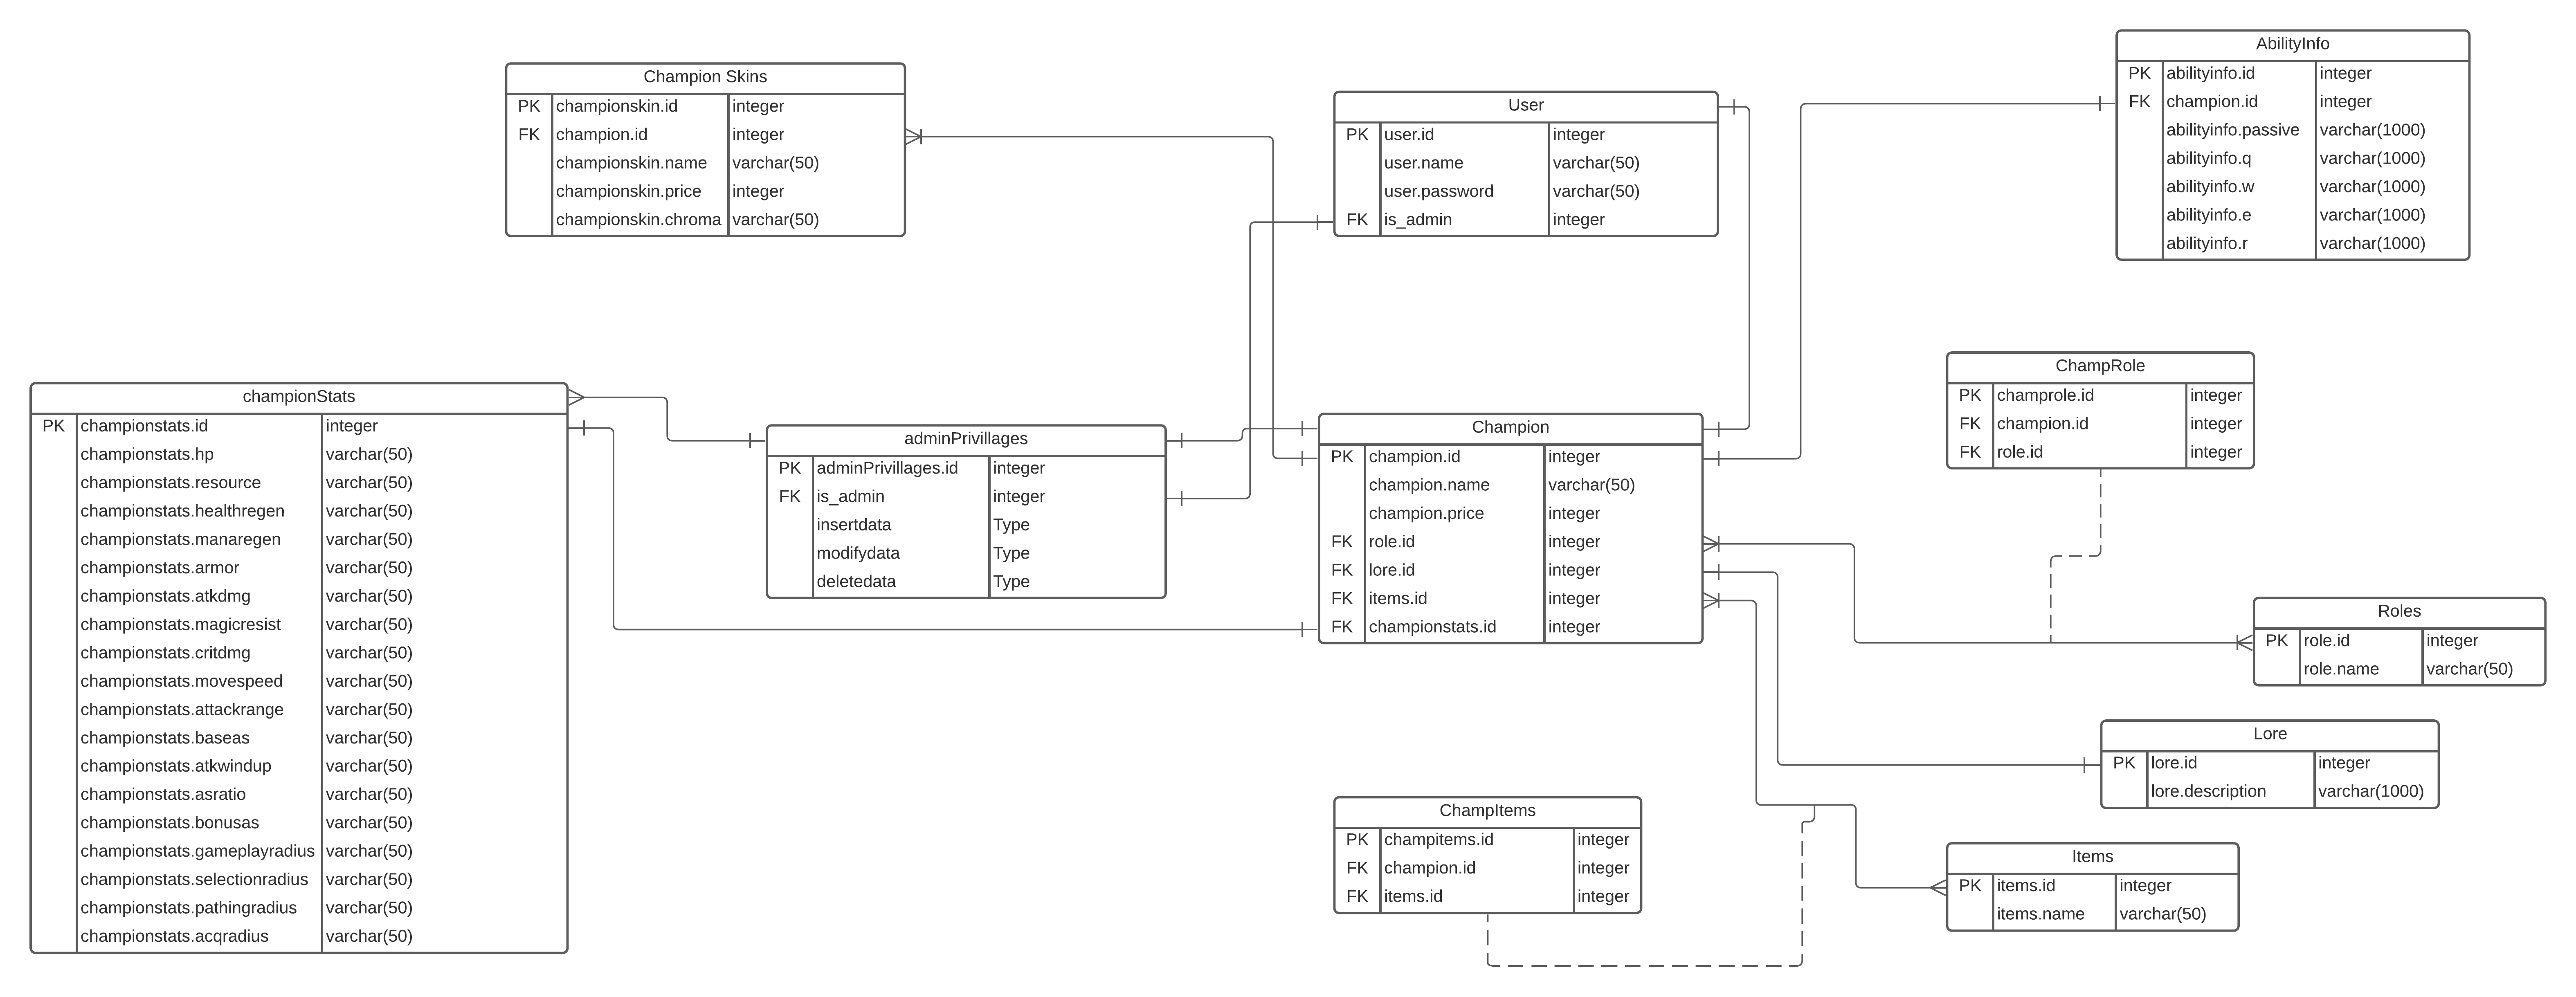 Champion Skins
PK championskin.id integer
FK champion.id integer
championskin.name varchar(50)
championskin.price integer
championskin.chroma varchar(50)
User
PK user.id integer
user.name varchar(50)
user.password varchar(50)
FK is_admin integer
AbilityInfo
PK abilityinfo.id integer
FK champion.id integer
abilityinfo.passive varchar(1000)
abilityinfo.q varchar(1000)
abilityinfo.w varchar(1000)
abilityinfo.e varchar(1000)
abilityinfo.r varchar(1000)
championStats
PK championstats.id integer
championstats.hp varchar(50)
championstats.resource varchar(50)
championstats.healthregen varchar(50)
championstats.manaregen varchar(50)
championstats.armor varchar(50)
championstats.atkdmg varchar(50)
championstats.magicresist varchar(50)
championstats.critdmg varchar(50)
championstats.movespeed varchar(50)
championstats.attackrange varchar(50)
championstats.baseas varchar(50)
championstats.atkwindup varchar(50)
championstats.asratio varchar(50)
championstats.bonusas varchar(50)
championstats.gameplayradius varchar(50)
championstats.selectionradius varchar(50)
championstats.pathingradius varchar(50)
championstats.acqradius varchar(50)
adminPrivillages
PK adminPrivillages.id integer
FK is_admin integer
insertdata Type
modifydata Type
deletedata Type
Champion
PK champion.id integer
champion.name varchar(50)
champion.price integer
FK role.id integer
FK lore.id integer
FK items.id integer
FK championstats.id integer
ChampRole
PK champrole.id integer
FK champion.id integer
FK role.id integer
Roles
PK role.id integer
role.name varchar(50)
Lore
PK lore.id integer
lore.description varchar(1000)
ChampItems
PK champitems.id integer
FK champion.id integer
FK items.id integer
Items
PK items.id integer
items.name varchar(50)